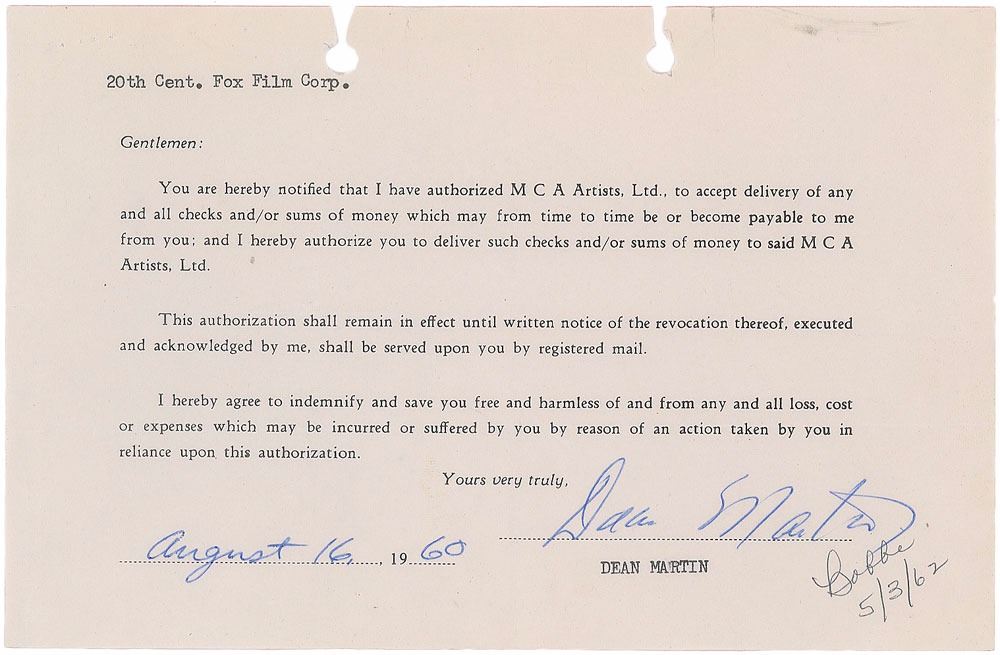 20th Cent. Fox Film Corp.
Gentlemen:
You are hereby notified that I have authorized M C A Artists, Ltd., to accept delivery of any
and all checks and/or sums of money which may from time to time be or become payable to me
from you; and I hereby authorize you to deliver such checks and/or sums of money to said M C A
Artists, Ltd.
This authorization shall remain in effect until written notice of the revocation thereof, executed
and acknowledged by me, shall be served upon you by registered mail.
I hereby agree to indemnify and save you free and harmless of and from any and all loss, cost
or expenses which may be incurred or suffered by you by reason of an action taken by you in
reliance upon this authorization.
Yours very truly,
Dean Martin
August 16, 1960
DEAN MARTIN
Bobbe
5/3/62